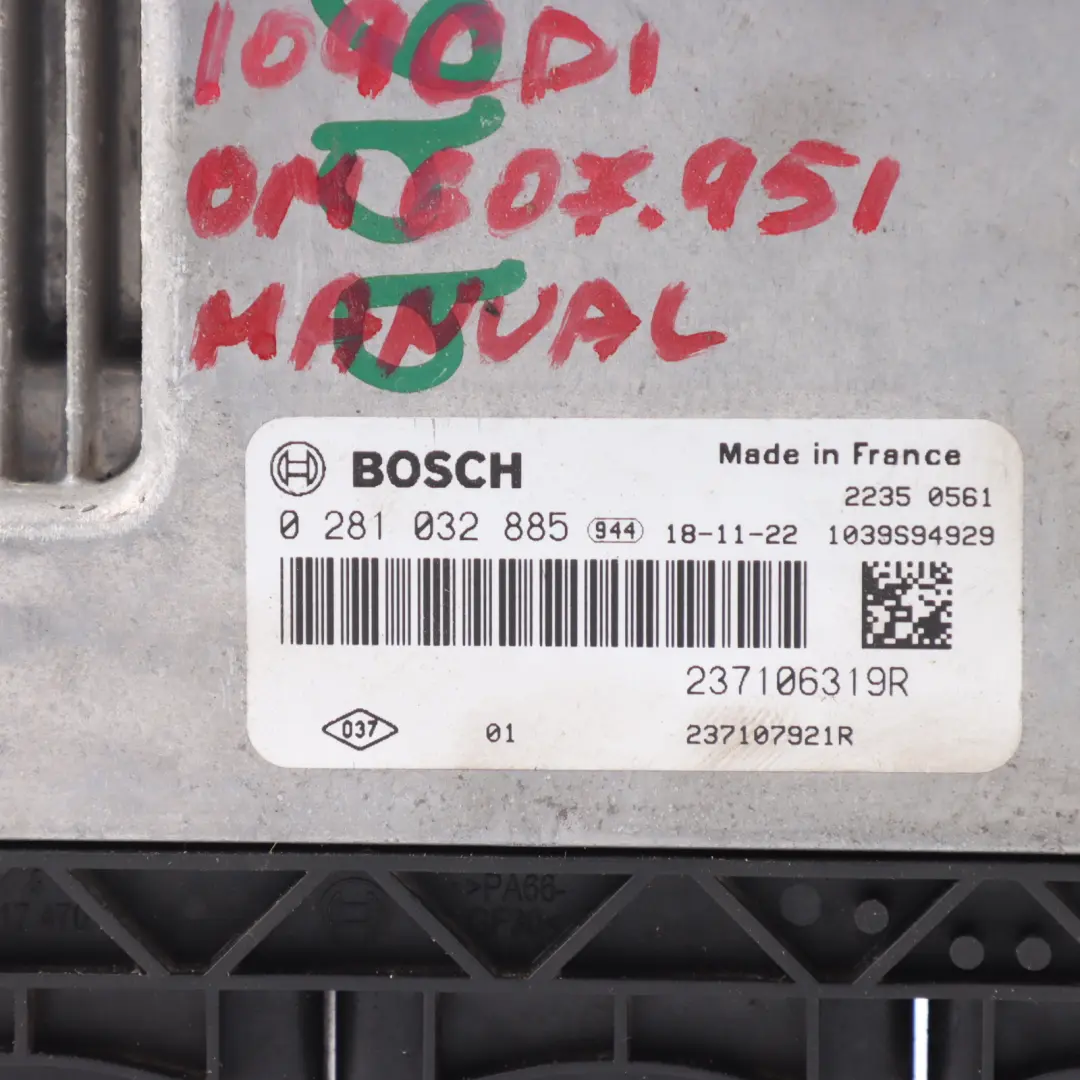 109CDI
OM607.951
MANUAL
BOSCH
Made in France
2235 0561
0 281 032 885 944 18-11-22 1039S94929
237106319R
037 01 237107921R
>PA66-